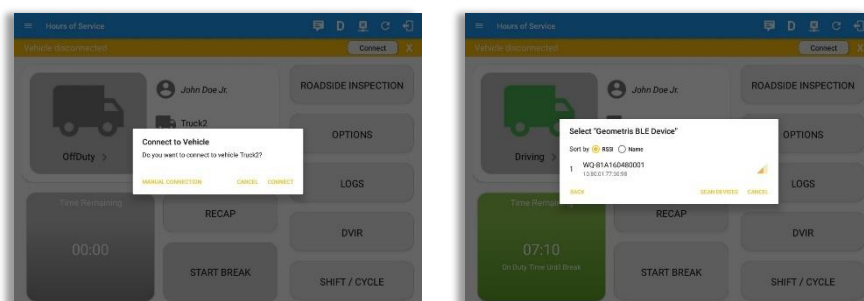 Hours of Service
D
Vehicle disconnected
Connect
X
John Doe Jr.
Truck2
OffDuty >
ROADSIDE INSPECTION
OPTIONS
LOGS
DVIR
SHIFT / CYCLE
Connect to Vehicle
Do you want to connect to vehicle Truck2?
MANUAL CONNECTION
CANCEL
CONNECT
Time Remaining
00:00
RECAP
START BREAK
Hours of Service
D
Vehicle disconnected
Connect
X
John Doe Jr.
Driving >
ROADSIDE INSPECTION
OPTIONS
LOGS
DVIR
SHIFT / CYCLE
Select "Geometris BLE Device"
Sort by RSSI Name
1 WQ-81A160480001
BACK
SCAN DEVICES
CANCEL
Time Remaining
07:10
On Duty Time Until Break
RECAP
START BREAK